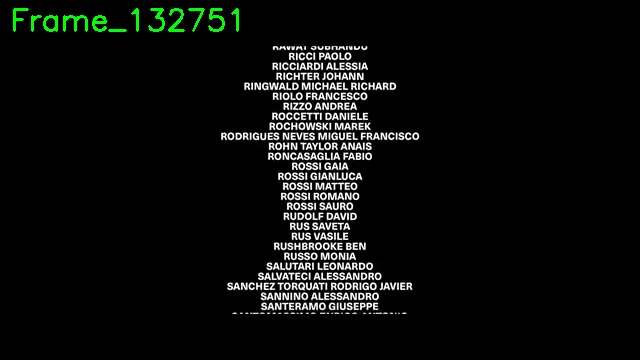 Frame_132751
RAWAT SUBHANDU
RICCI PAOLO
RICCIARDI ALESSIA
RICHTER JOHANN
RINGWALD MICHAEL RICHARD
RIOLO FRANCESCO
RIZZO ANDREA
ROCCETTI DANIELE
ROCHOWSKI MAREK
RODRIGUES NEVES MIGUEL FRANCISCO
ROHN TAYLOR ANAIS
RONCASAGLIA FABIO
ROSSI GAIA
ROSSI GIANLUCA
ROSSI MATTEO
ROSSI ROMANO
ROSSI SAURO
RUDOLF DAVID
RUS SAVETA
RUS VASILE
RUSHBROOKE BEN
RUSSO MONIA
SALUTARI LEONARDO
SALVATECI ALESSANDRO
SANCHEZ TORQUATI RODRIGO JAVIER
SANNINO ALESSANDRO
SANTERAMO GIUSEPPE